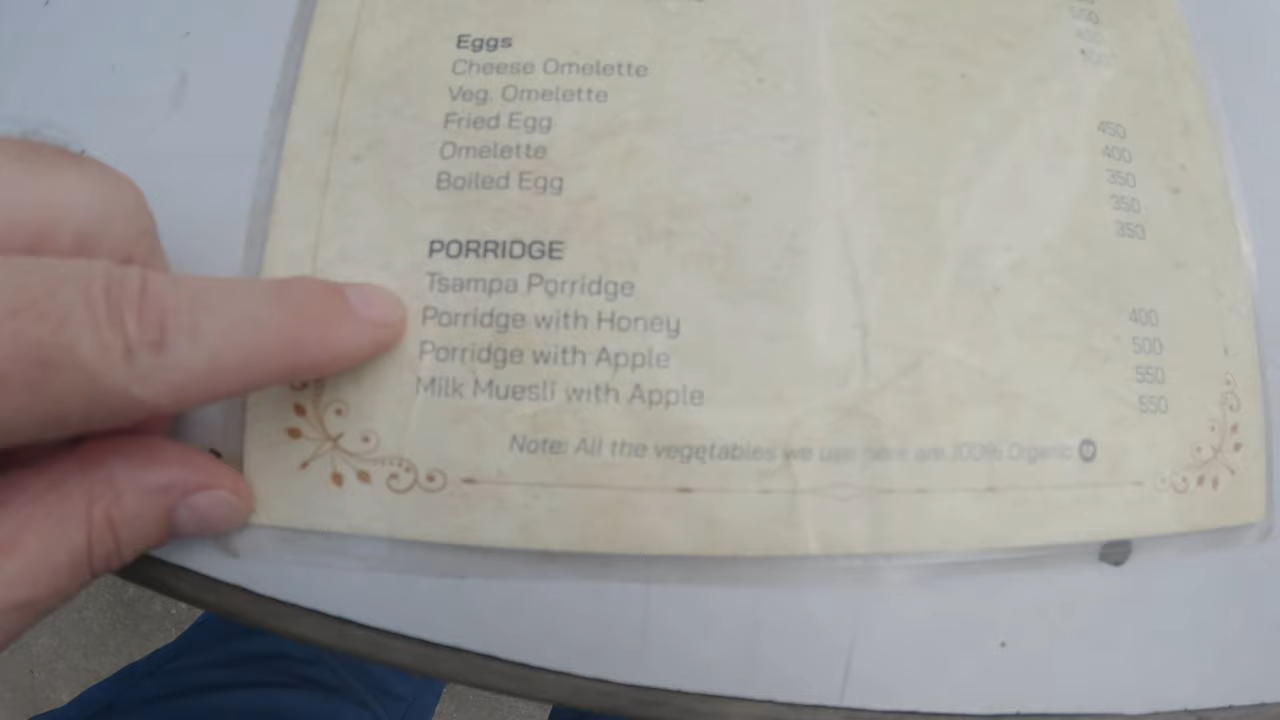 Eggs
Cheese Omelette 450
Veg. Omelette 400
Fried Egg 350
Omelette 350
Boiled Egg 350
PORRIDGE
Tsampa Porridge 400
Porridge with Honey 500
Porridge with Apple 550
Milk Muesli with Apple 550
Note: All the vegetables we use here are 100% Organic